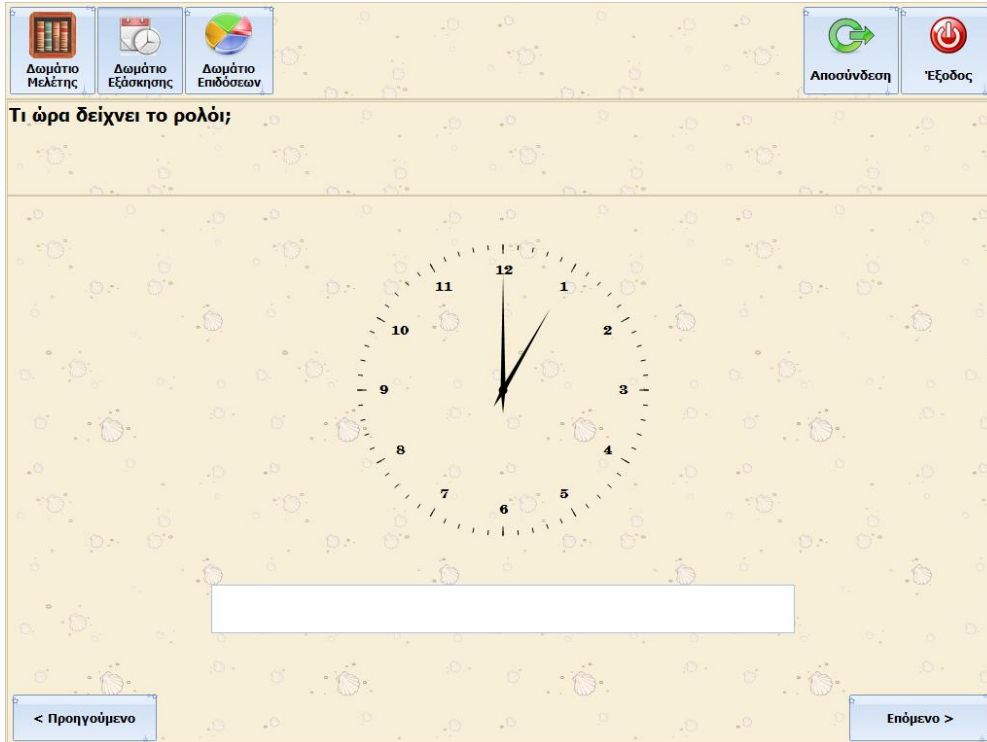 Δωμάτιο
Μελέτης
Δωμάτιο
Εξάσκησης
Δωμάτιο
Επιδόσεων
Αποσύνδεση
Έξοδος
Τι ώρα δείχνει το ρολόι;
12
11
1
10
2
9
3
8
4
7
5
6
< Προηγούμενο
Επόμενο >